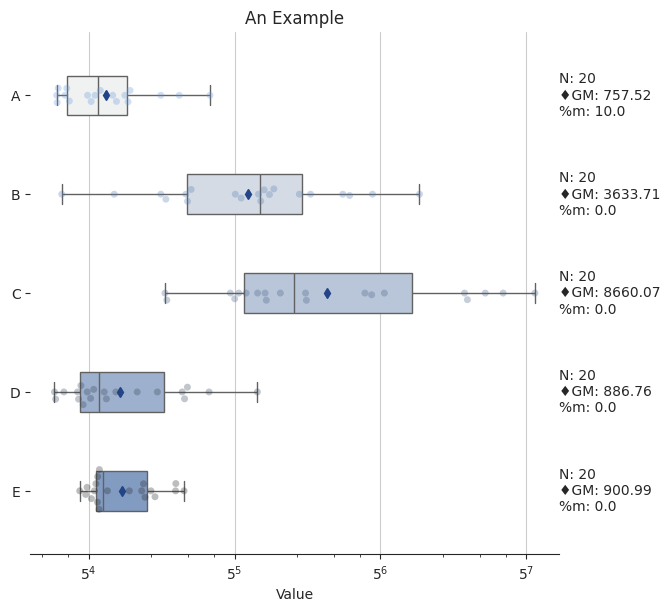 An Example
A
N: 20
♦GM: 757.52
%m: 10.0
B
N: 20
♦GM: 3633.71
%m: 0.0
C
N: 20
♦GM: 8660.07
%m: 0.0
D
N: 20
♦GM: 886.76
%m: 0.0
E
N: 20
♦GM: 900.99
%m: 0.0
5⁴ 5⁵ 5⁶ 5⁷
Value